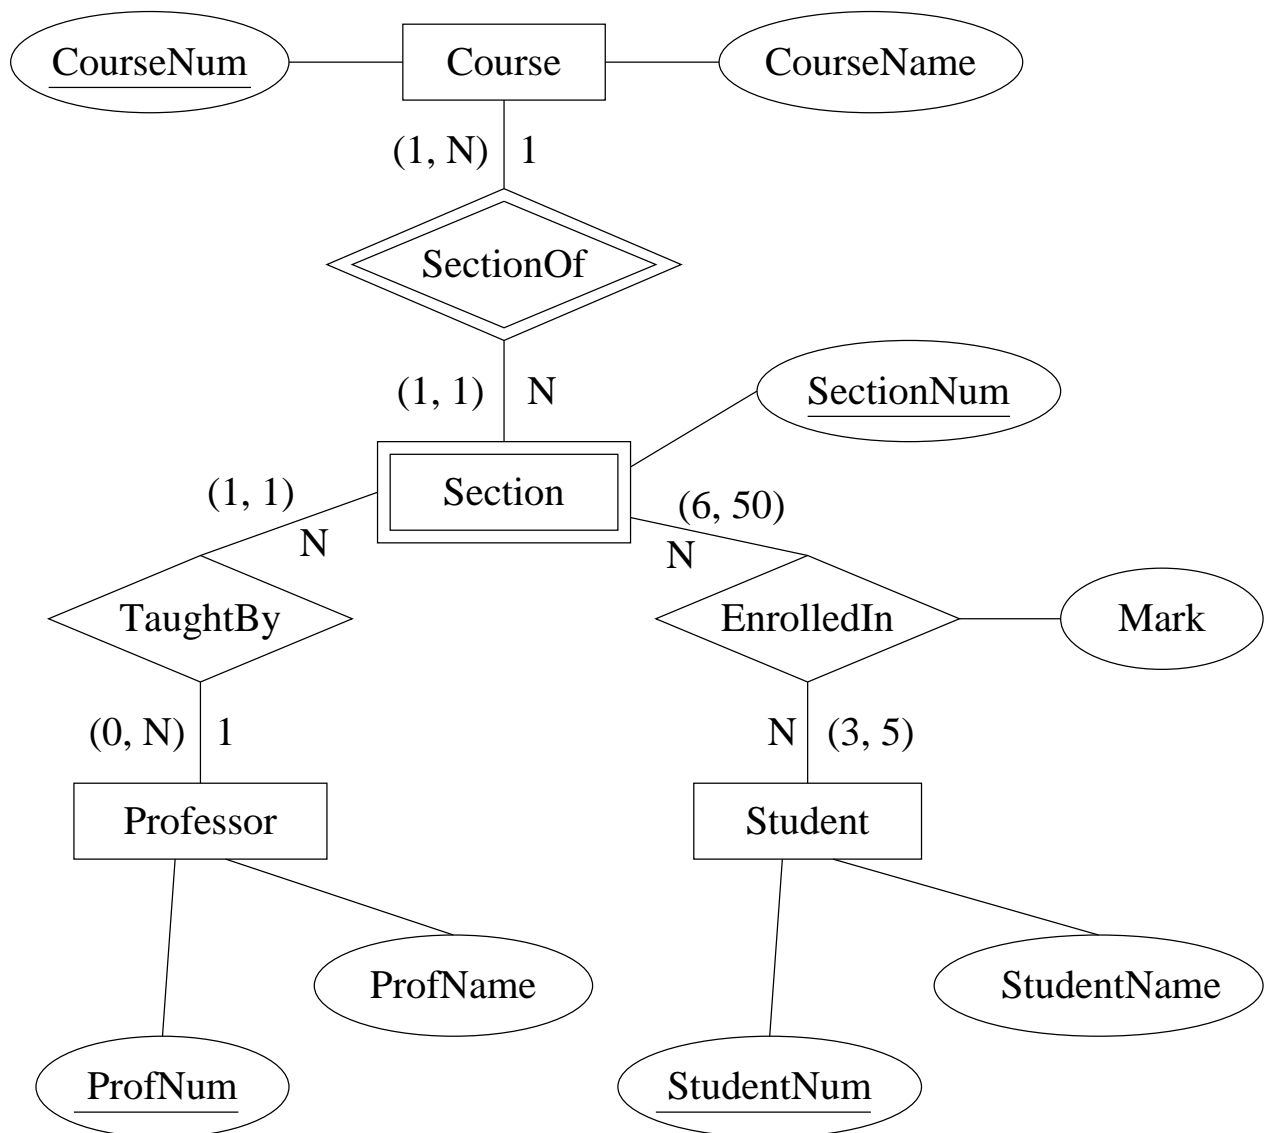 CourseNum
Course
CourseName
(1, N)
1
SectionOf
(1, 1)
N
SectionNum
Section
(1, 1)
N
(6, 50)
N
TaughtBy
EnrolledIn
Mark
(0, N)
1
N
(3, 5)
Professor
Student
ProfName
StudentName
ProfNum
StudentNum